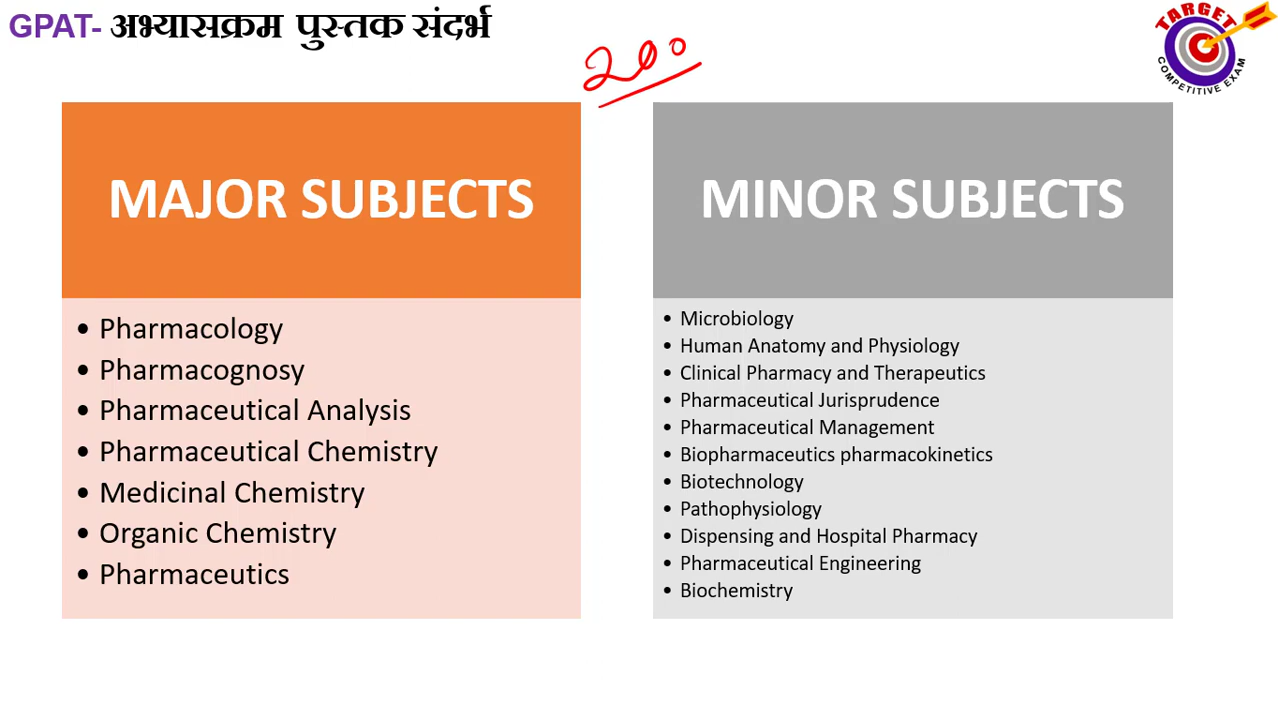 GPAT- अभ्यासक्रम पुस्तक संदर्भ
TARGET
COMPETITIVE EXAM
200
MAJOR SUBJECTS
• Pharmacology
• Pharmacognosy
• Pharmaceutical Analysis
• Pharmaceutical Chemistry
• Medicinal Chemistry
• Organic Chemistry
• Pharmaceutics
MINOR SUBJECTS
• Microbiology
• Human Anatomy and Physiology
• Clinical Pharmacy and Therapeutics
• Pharmaceutical Jurisprudence
• Pharmaceutical Management
• Biopharmaceutics pharmacokinetics
• Biotechnology
• Pathophysiology
• Dispensing and Hospital Pharmacy
• Pharmaceutical Engineering
• Biochemistry